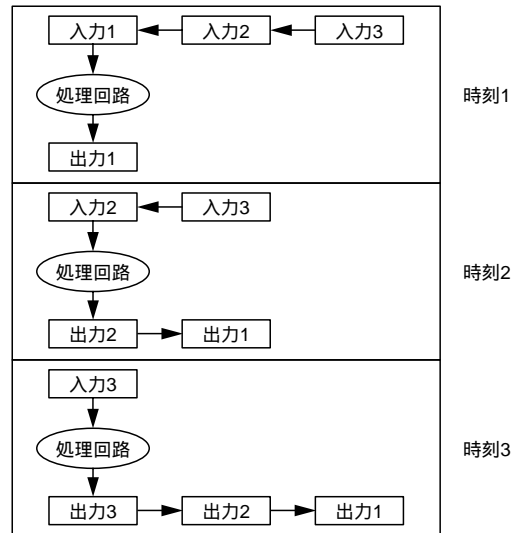 入力1 入力2 入力3
処理回路
時刻1
出力1
入力2 入力3
処理回路
時刻2
出力2 出力1
入力3
処理回路
時刻3
出力3 出力2 出力1